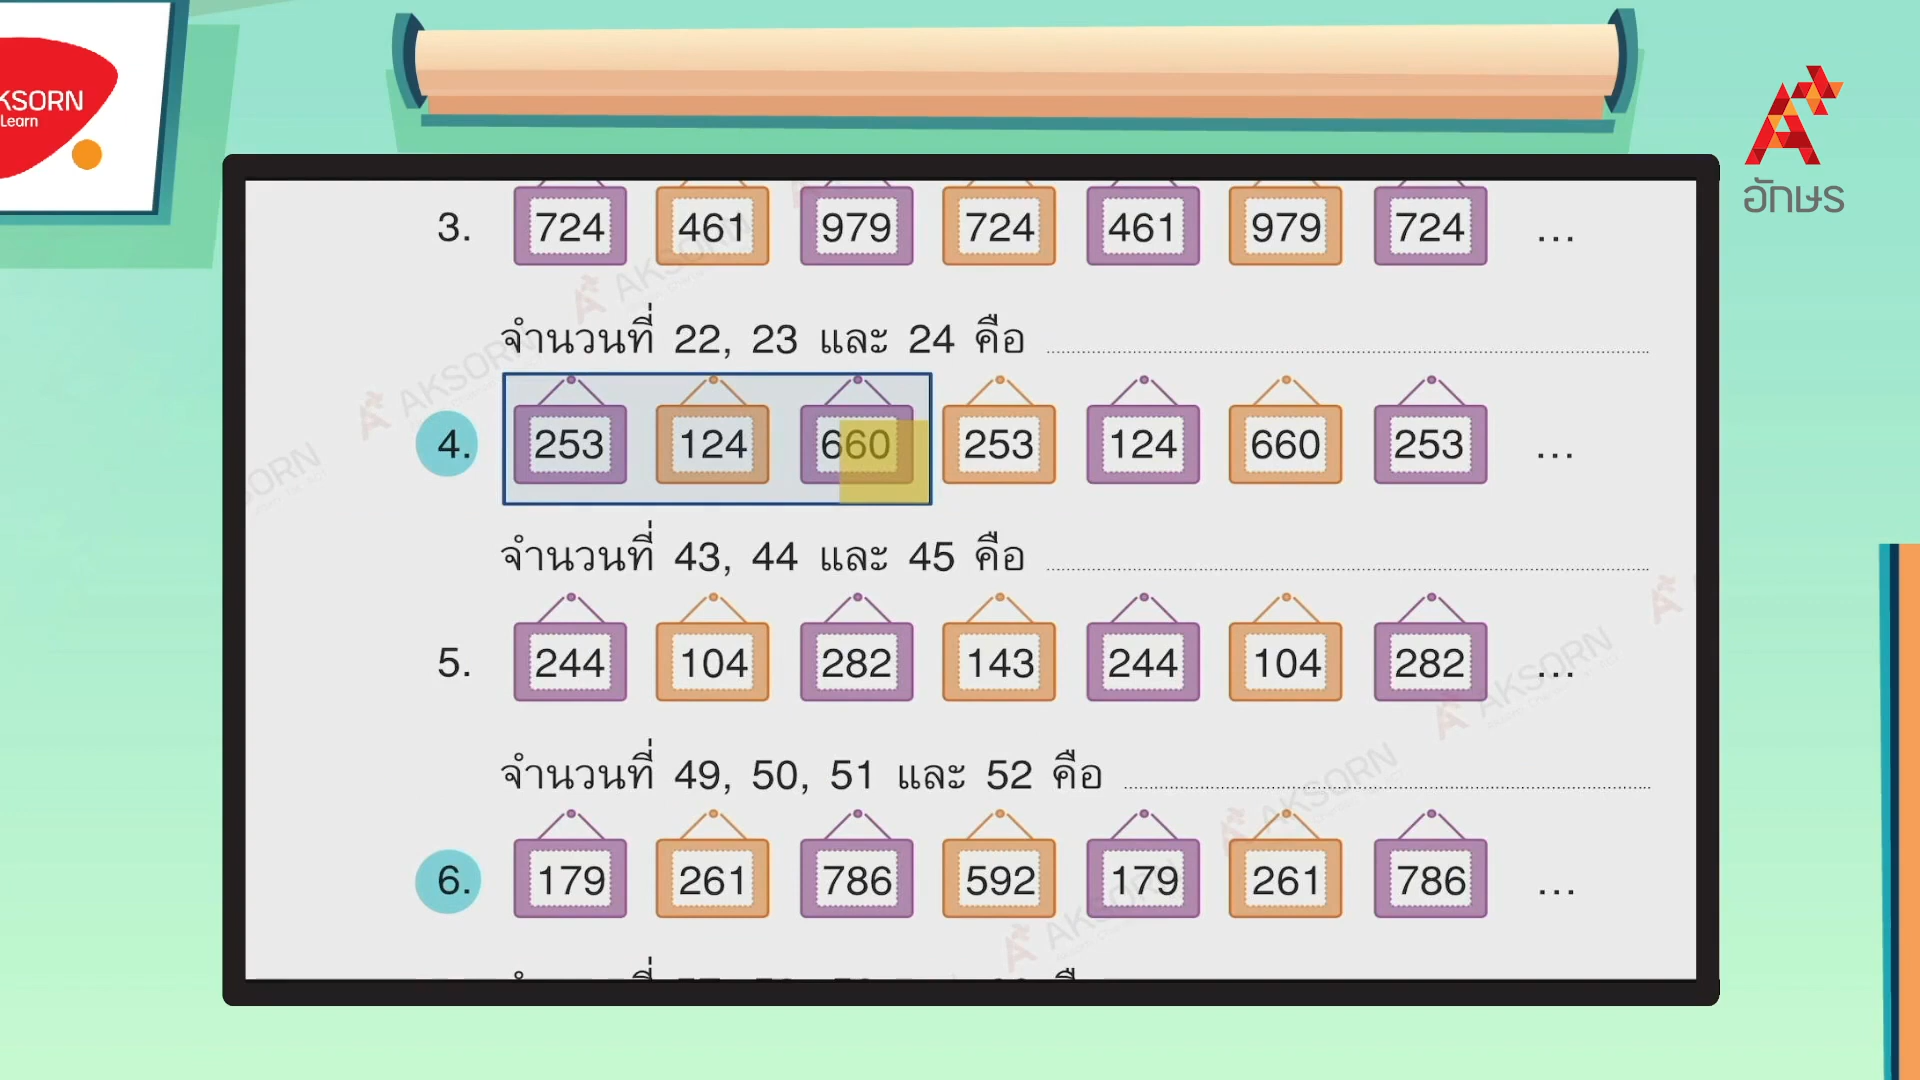 KSORN
Learn
อักษร
3. 724 461 979 724 461 979 724 ...
จำนวนที่ 22, 23 และ 24 คือ
4. 253 124 660 253 124 660 253 ...
จำนวนที่ 43, 44 และ 45 คือ
5. 244 104 282 143 244 104 282 ...
จำนวนที่ 49, 50, 51 และ 52 คือ
6. 179 261 786 592 179 261 786 ...
AKSORN
AKSORN
AKSORN
AKSORN